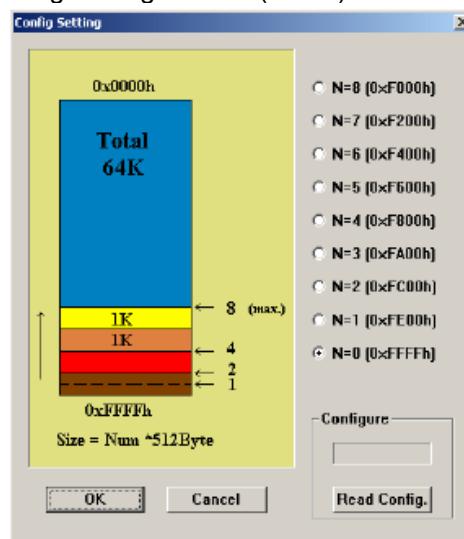 Config Setting
0x0000h
Total
64K
8 (max.)
1K
1K
4
2
1
0xFFFFh
Size = Num *512Byte
N=8 (0xF000h)
N=7 (0xF200h)
N=6 (0xF400h)
N=5 (0xF600h)
N=4 (0xF800h)
N=3 (0xFA00h)
N=2 (0xFC00h)
N=1 (0xFE00h)
N=0 (0xFFFFh)
Configure
Read Config.
OK
Cancel